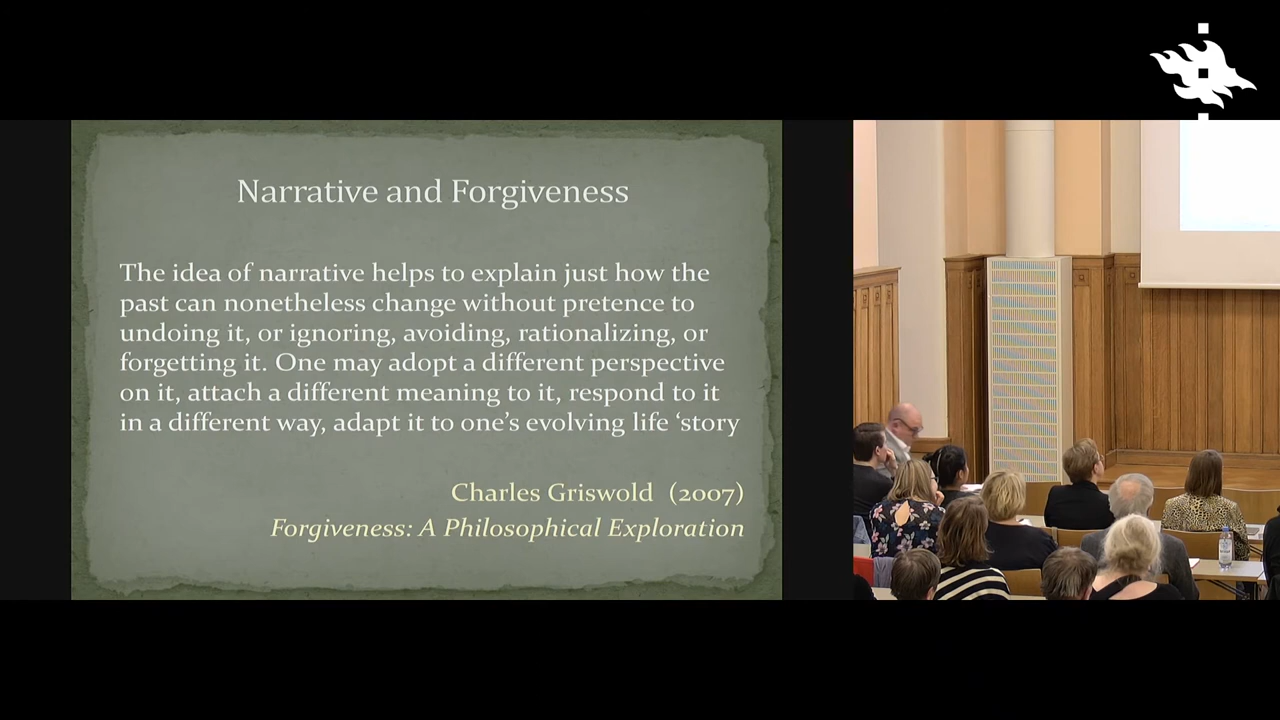 Narrative and Forgiveness
The idea of narrative helps to explain just how the
past can nonetheless change without pretence to
undoing it, or ignoring, avoiding, rationalizing, or
forgetting it. One may adopt a different perspective
on it, attach a different meaning to it, respond to it
in a different way, adapt it to one’s evolving life ‘story
Charles Griswold (2007)
Forgiveness: A Philosophical Exploration